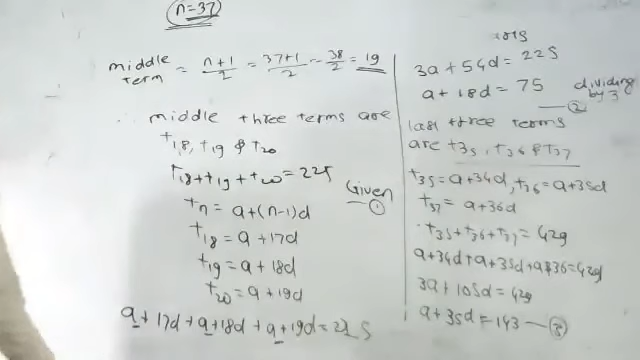 n=37
middle term = n+1/2 = 37+1/2 = 38/2 = 19
∴ middle three terms are
t18, t19 & t20
t18+t19+t20=225
Given ①
tn = a+(n-1)d
t18 = a+17d
t19 = a+18d
t20 = a+19d
a+17d+a+18d+a+19d=225
3a+54d=225
a+18d=75 dividing by 3 ②
last three terms
are t35, t36 & t37
t35=a+34d, t36=a+35d
t37=a+36d
t35+t36+t37=429
a+34d+a+35d+a+36=429
3a+105d=429
a+35d=143 ③